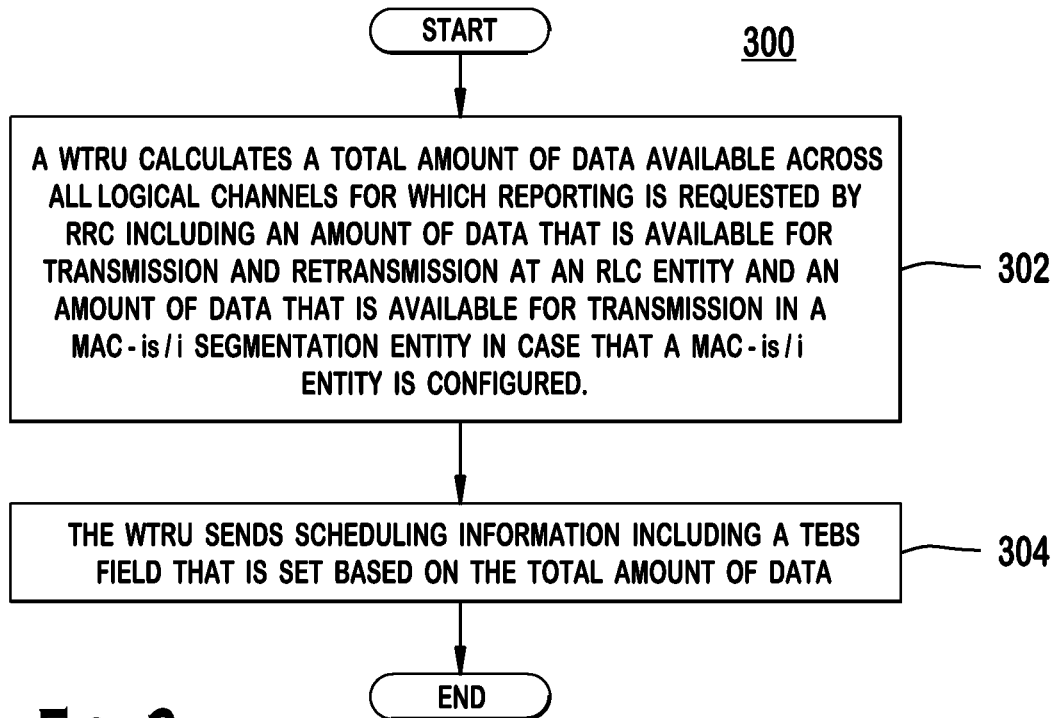 START
300
A WTRU CALCULATES A TOTAL AMOUNT OF DATA AVAILABLE ACROSS
ALL LOGICAL CHANNELS FOR WHICH REPORTING IS REQUESTED BY
RRC INCLUDING AN AMOUNT OF DATA THAT IS AVAILABLE FOR
TRANSMISSION AND RETRANSMISSION AT AN RLC ENTITY AND AN
AMOUNT OF DATA THAT IS AVAILABLE FOR TRANSMISSION IN A
MAC-is/i SEGMENTATION ENTITY IN CASE THAT A MAC-is/i
ENTITY IS CONFIGURED.
302
THE WTRU SENDS SCHEDULING INFORMATION INCLUDING A TEBS
FIELD THAT IS SET BASED ON THE TOTAL AMOUNT OF DATA
304
END